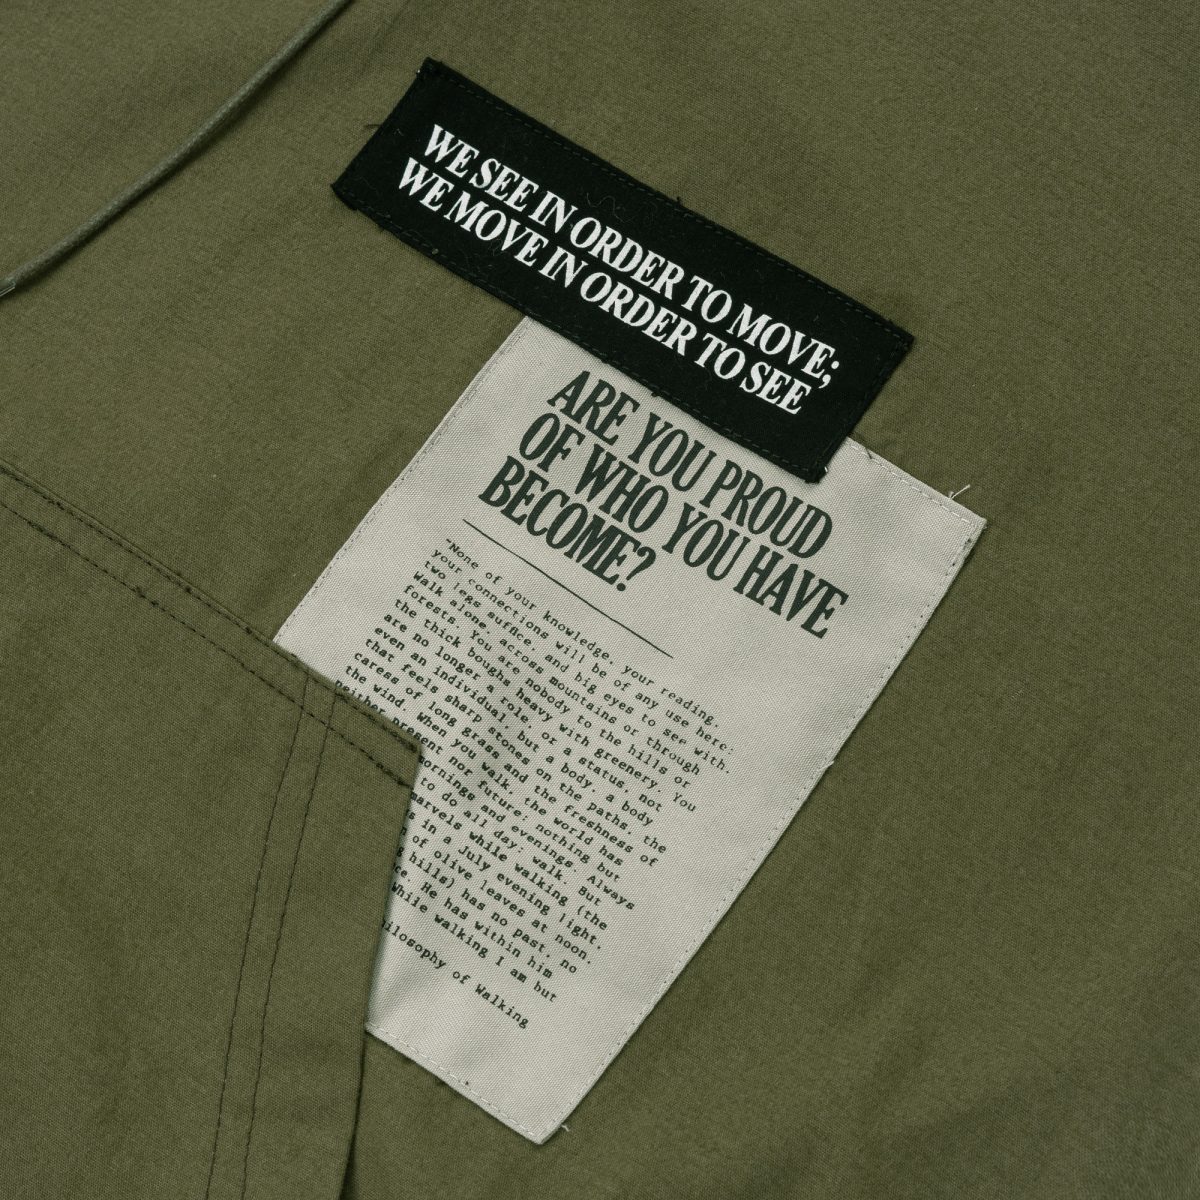 WE SEE IN ORDER TO MOVE;
WE MOVE IN ORDER TO SEE
ARE YOU PROUD
OF WHO YOU HAVE
BECOME?
"None of your knowledge, your reading,
your connections will be of any use here:
two legs suffice, and big eyes to see with.
Walk alone, across mountains or through
forests. You are nobody to the hills or
the thick boughs heavy with greenery. You
are no longer a role, or a status, not
even an individual, but a body, a body
that feels sharp stones on the paths, the
caress of long grass and the freshness of
the wind. When you walk, the world has
neither present nor future: nothing but
mornings and evenings. Always
to do all day: walk. But
marvels while walking (the
in a July evening light,
of olive leaves at noon,
hills) has no past, no
He has within him
While walking I am but
Philosophy of Walking